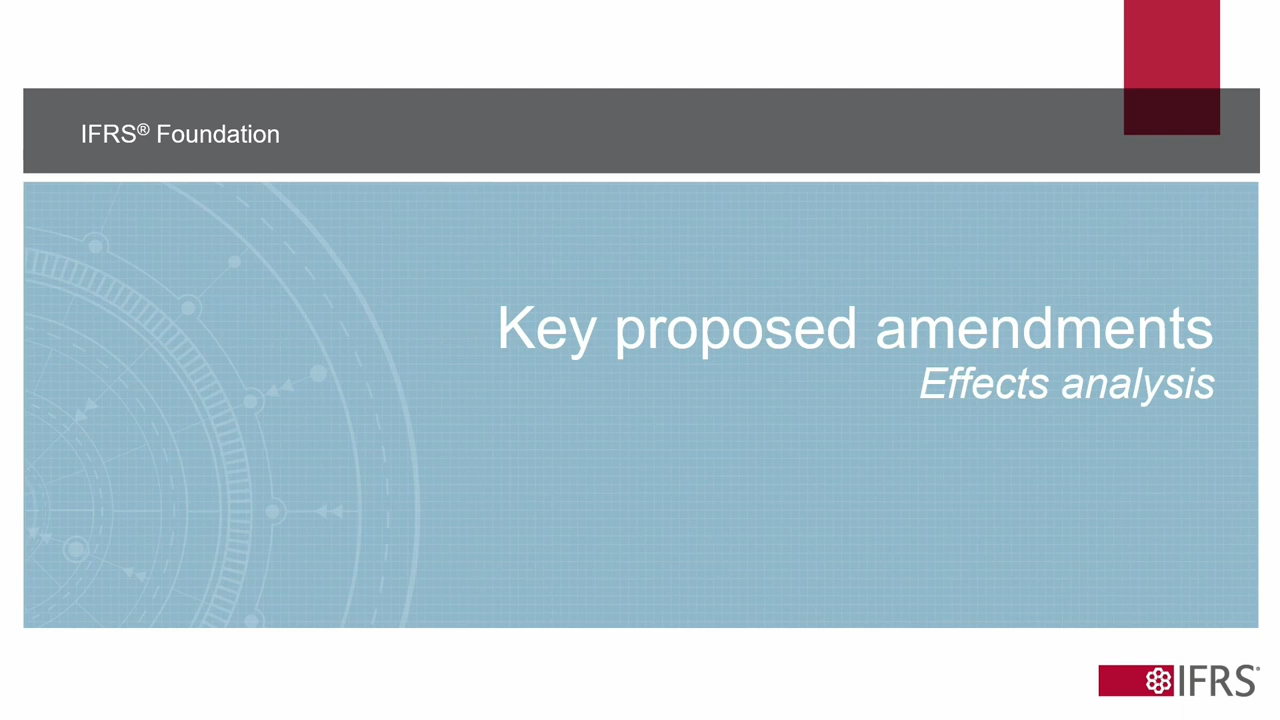 IFRS® Foundation
Key proposed amendments
Effects analysis
IFRS®